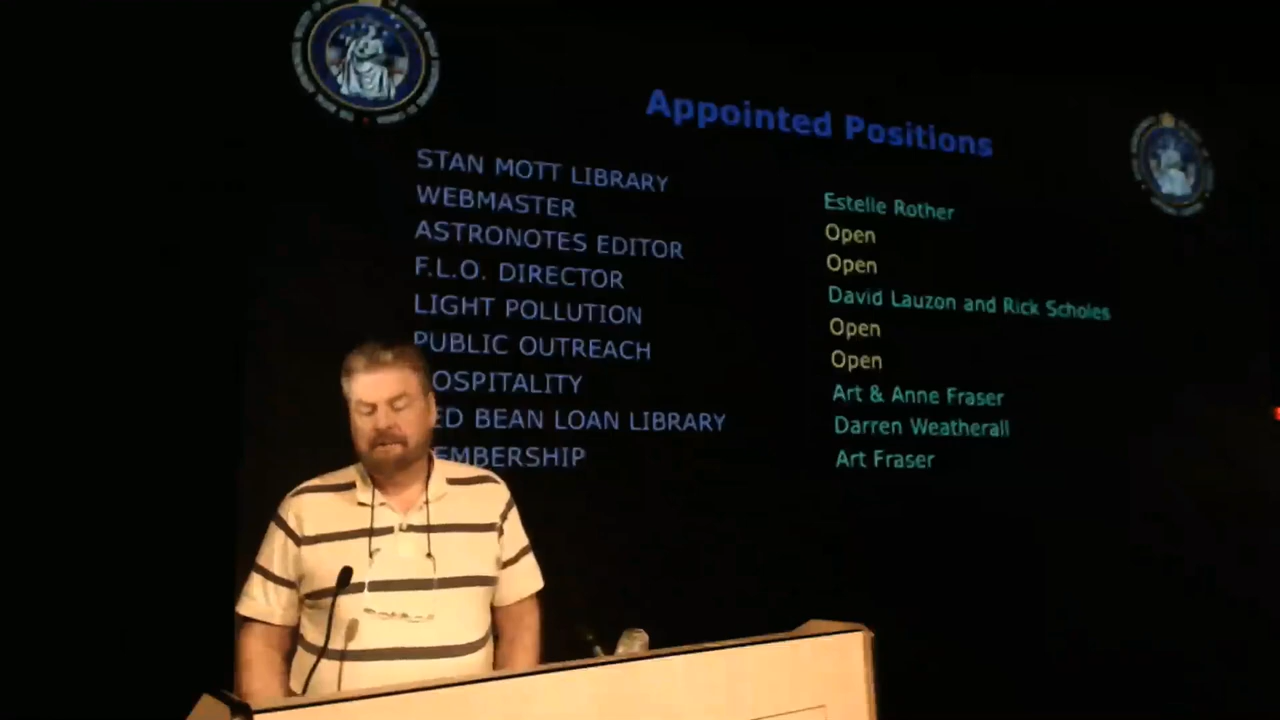 Appointed Positions
STAN MOTT LIBRARY
Estelle Rother
WEBMASTER
Open
ASTRONOTES EDITOR
Open
F.L.O. DIRECTOR
David Lauzon and Rick Scholes
LIGHT POLLUTION
Open
PUBLIC OUTREACH
Open
OSPITALITY
Art & Anne Fraser
ED BEAN LOAN LIBRARY
Darren Weatherall
EMBERSHIP
Art Fraser